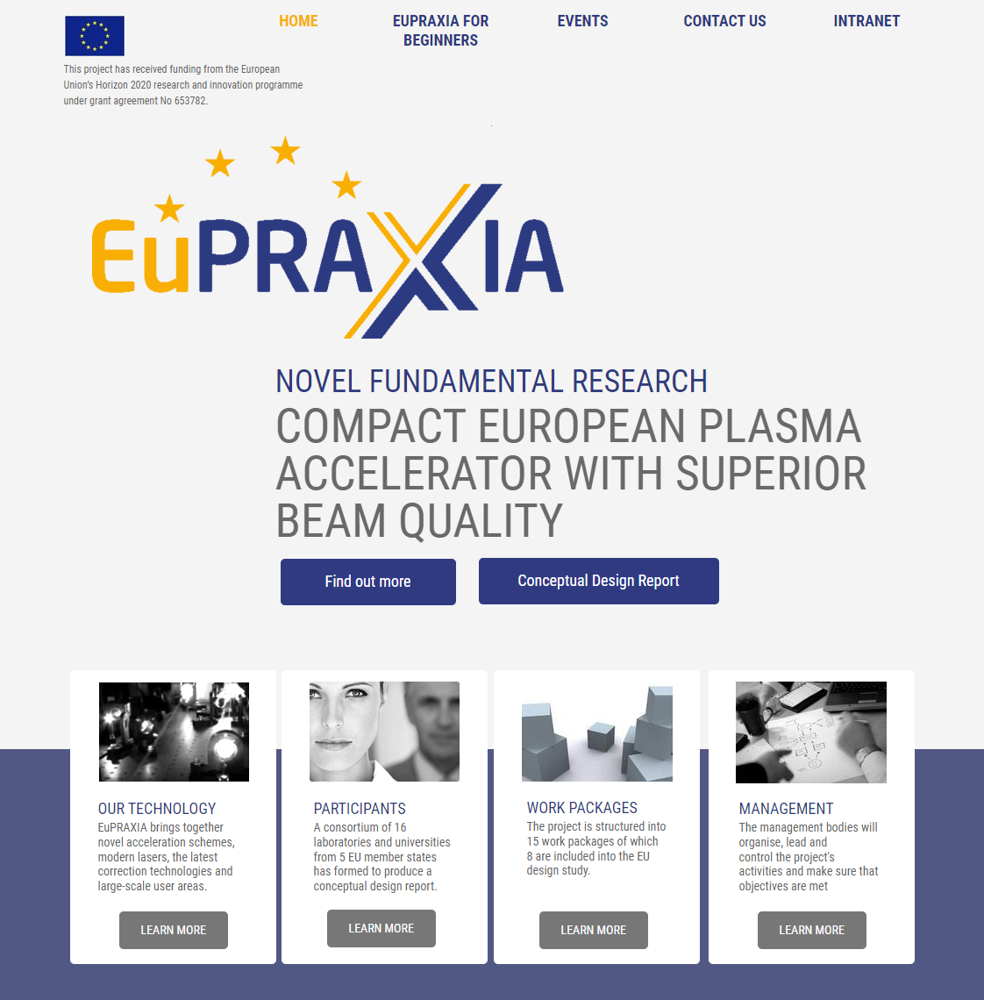 HOME
EUPRAXIA FOR
BEGINNERS
EVENTS
CONTACT US
INTRANET
This project has received funding from the European
Union's Horizon 2020 research and innovation programme
under grant agreement No 653782.
EuPRAXIA
NOVEL FUNDAMENTAL RESEARCH
COMPACT EUROPEAN PLASMA
ACCELERATOR WITH SUPERIOR
BEAM QUALITY
Find out more
Conceptual Design Report
OUR TECHNOLOGY
EuPRAXIA brings together
novel acceleration schemes,
modern lasers, the latest
correction technologies and
large-scale user areas.
LEARN MORE
PARTICIPANTS
A consortium of 16
laboratories and universities
from 5 EU member states
has formed to produce a
conceptual design report.
LEARN MORE
WORK PACKAGES
The project is structured into
15 work packages of which
8 are included into the EU
design study.
LEARN MORE
MANAGEMENT
The management bodies will
organise, lead and
control the project's
activities and make sure that
objectives are met
LEARN MORE